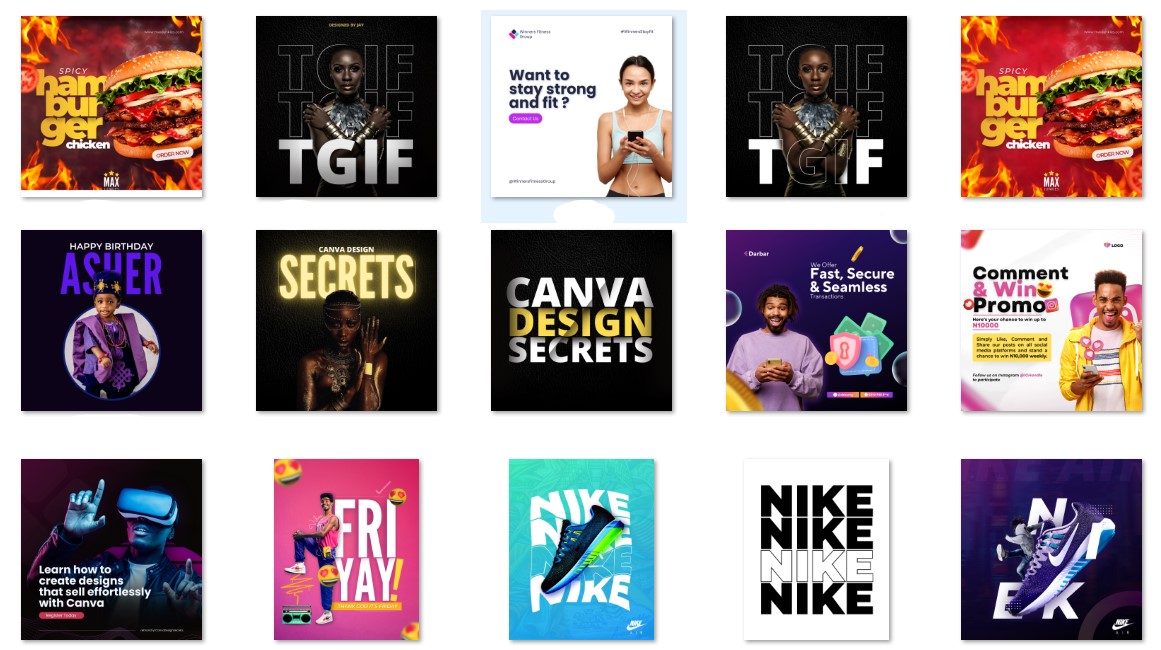 SPICY
ham
bur
ger
chicken
ORDER NOW
MAX
DESIGNED BY JAY
TGIF
TGIF
TGIF
Winners Fitness
Group
#WinnersStayFit
Want to
stay strong
and fit ?
Contact Us
@WinnersFitnessGroup
TGIF
TGIF
TGIF
SPICY
ham
bur
ger
chicken
ORDER NOW
MAX
HAPPY BIRTHDAY
ASHER
CANVA DESIGN
SECRETS
CANVA
DESIGN
SECRETS
Darbar
We Offer
Fast, Secure
& Seamless
Transactions
LOGO
Comment
& Win
Promo
Here's your chance to win up to
N10000
Simply Like, Comment and
Share our posts on all social
media platforms and stand a
chance to win N10,000 weekly.
Follow us on Instagram
to participate
Learn how to
create designs
that sell effortlessly
with Canva
Register Today
FRI
YAY!
THANK GOD IT'S FRIDAY
NIKE
NIKE
NIKE
NIKE
NIKE
AIR
NIKE
NIKE
NIKE
NIKE
N I
E K
NIKE
AIR